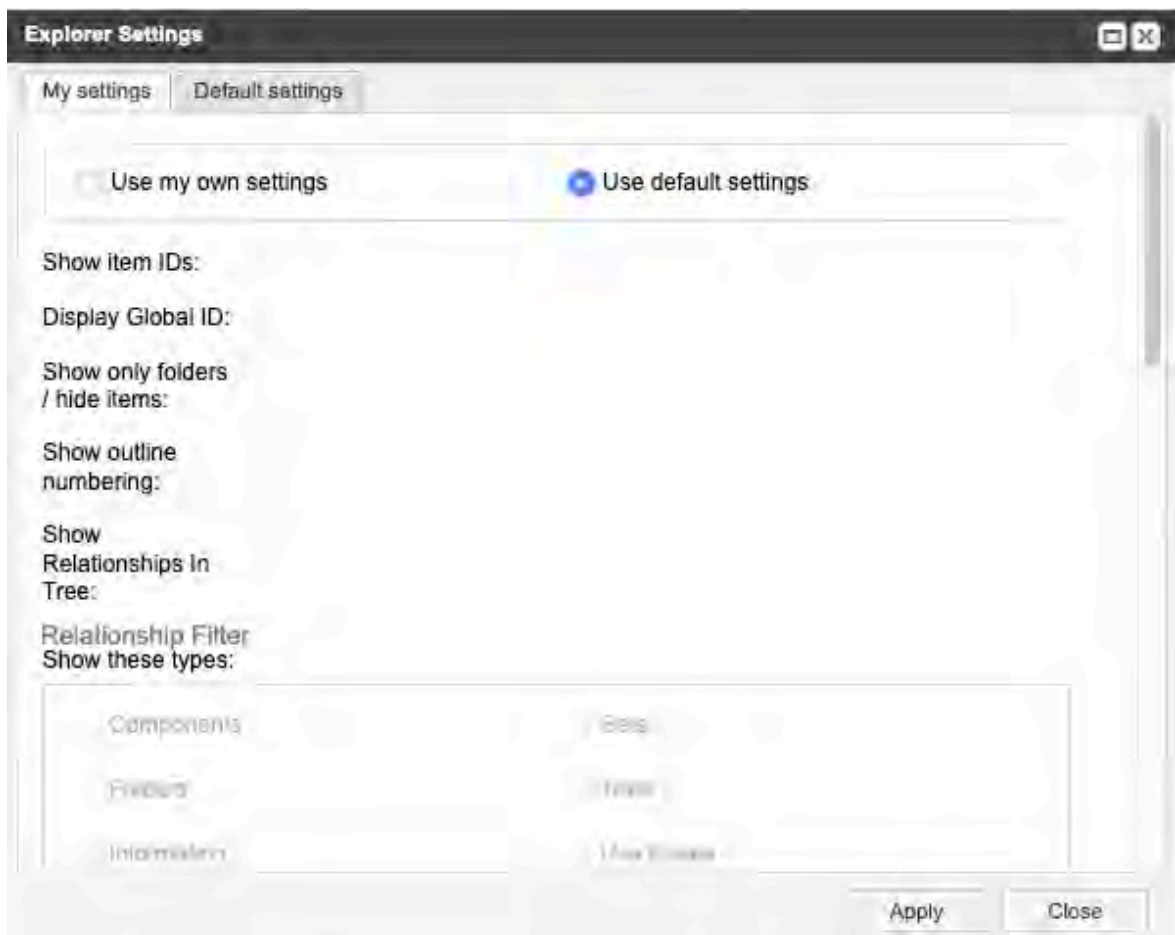 Explorer Settings
My settings
Default settings
Use my own settings
Use default settings
Show item IDs:
Display Global ID:
Show only folders
/ hide items:
Show outline
numbering:
Show
Relationships In
Tree:
Relationship Filter
Show these types:
Components
Sets
Information
Apply
Close